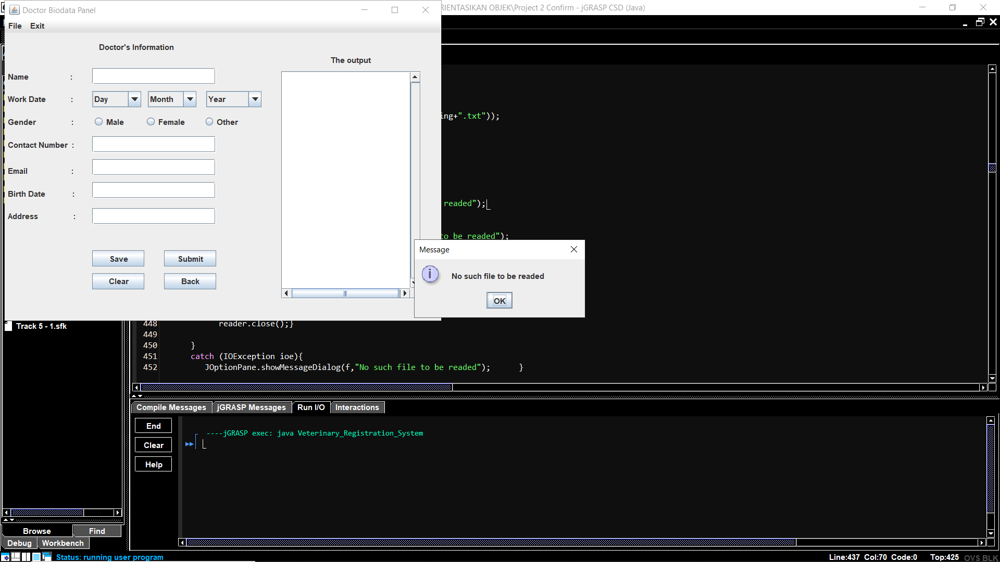 Doctor Biodata Panel
RIENTASIKAN OBJEK\Project 2 Confirm - jGRASP CSD (Java)
File Exit
Doctor's Information
The output
Name :
Work Date : Day Month Year
Gender : Male Female Other
Contact Number :
Email :
Birth Date :
Address :
Save Submit
Clear Back
ing+".txt"));
readed");
to be readed");
Message
No such file to be readed
OK
Track 5 - 1.sfk
448 reader.close();}
449
450 }
451 catch (IOException ioe){
452 JOptionPane.showMessageDialog(f,"No such file to be readed"); }
Compile Messages jGRASP Messages Run I/O Interactions
End
Clear
Help
----jGRASP exec: java Veterinary_Registration_System
Browse Find
Debug Workbench
Status: running user program
Line:437 Col:70 Code:0 Top:425 OVS BLK